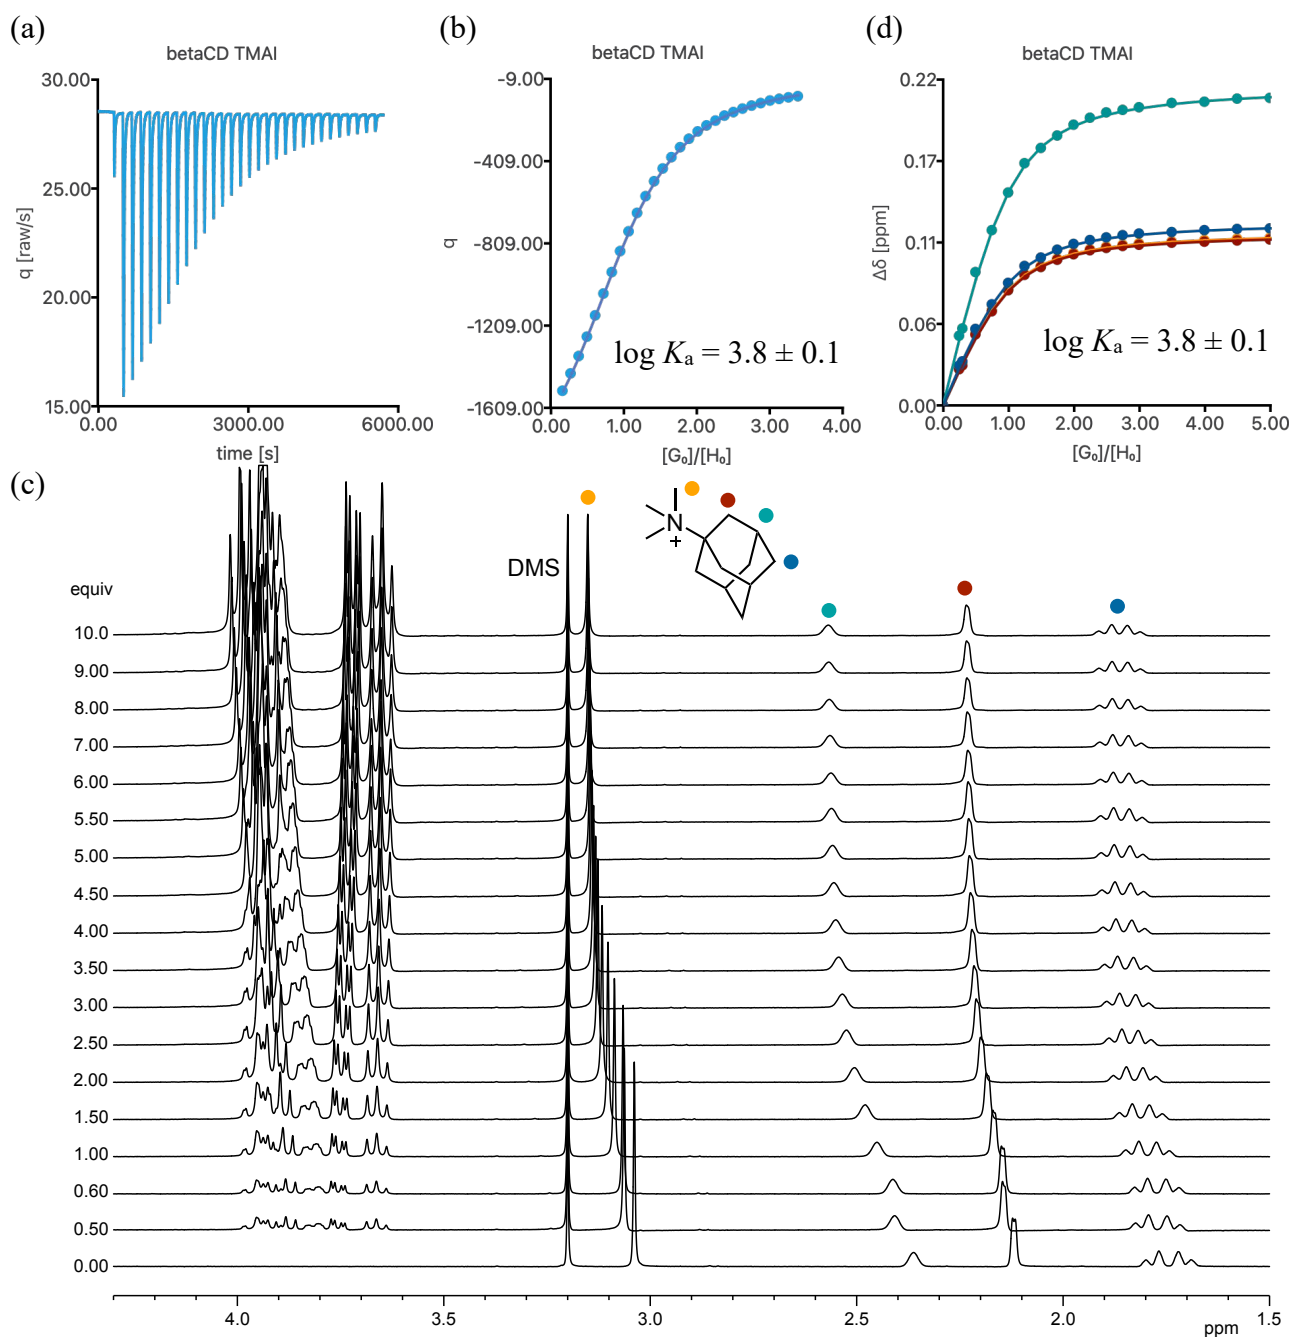 (a)
betaCD TMAI
30.00
25.00
20.00
15.00
q [raw/s]
0.00 3000.00 6000.00
time [s]
(b)
betaCD TMAI
-9.00
-409.00
-809.00
-1209.00
-1609.00
q
log Ka = 3.8 ± 0.1
0.00 1.00 2.00 3.00 4.00
[G₀]/[H₀]
(d)
betaCD TMAI
0.22
0.17
0.11
0.06
0.00
Δδ [ppm]
log Ka = 3.8 ± 0.1
0.00 1.00 2.00 3.00 4.00 5.00
[G₀]/[H₀]
(c)
N
+
DMS
equiv
10.0
9.00
8.00
7.00
6.00
5.50
5.00
4.50
4.00
3.50
3.00
2.50
2.00
1.50
1.00
0.60
0.50
0.00
4.0 3.5 3.0 2.5 2.0 1.5
ppm